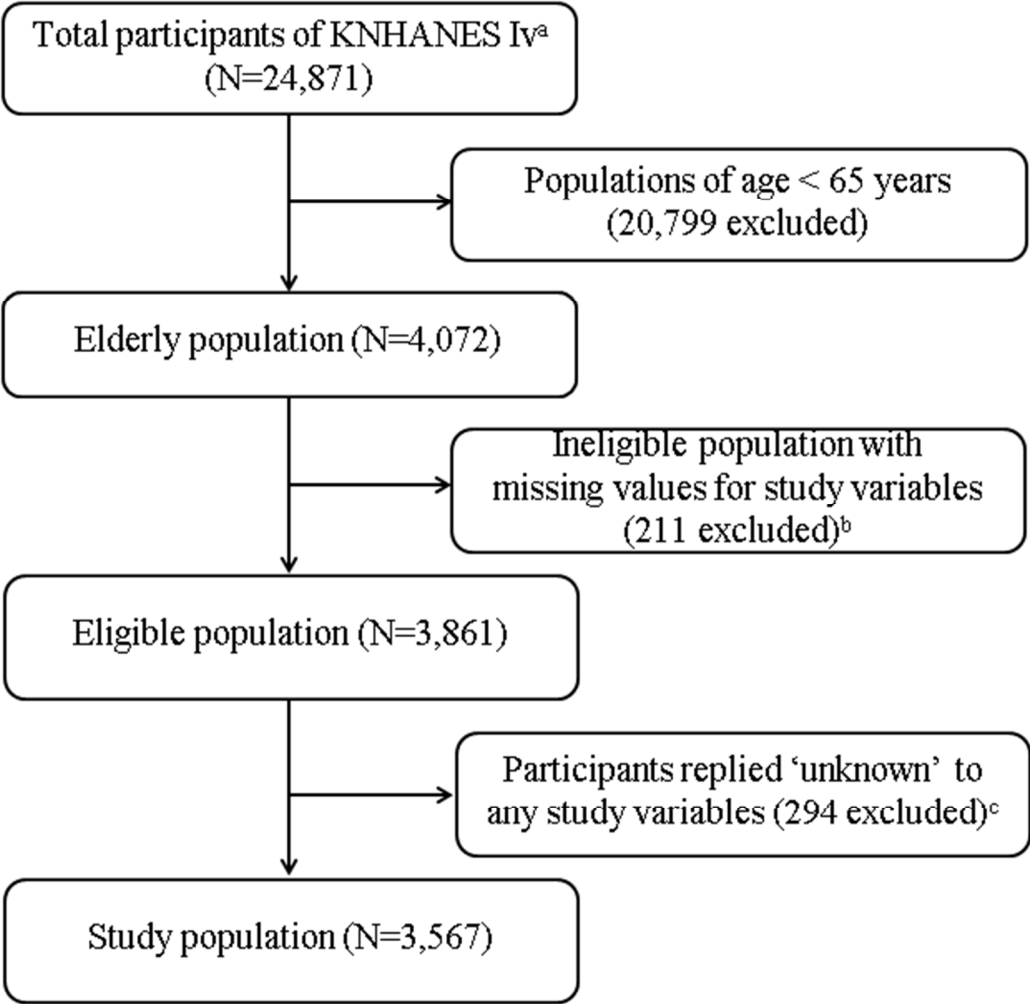 Total participants of KNHANES Ivᵃ
(N=24,871)
Populations of age < 65 years
(20,799 excluded)
Elderly population (N=4,072)
Ineligible population with
missing values for study variables
(211 excluded)ᵇ
Eligible population (N=3,861)
Participants replied ‘unknown’ to
any study variables (294 excluded)ᶜ
Study population (N=3,567)